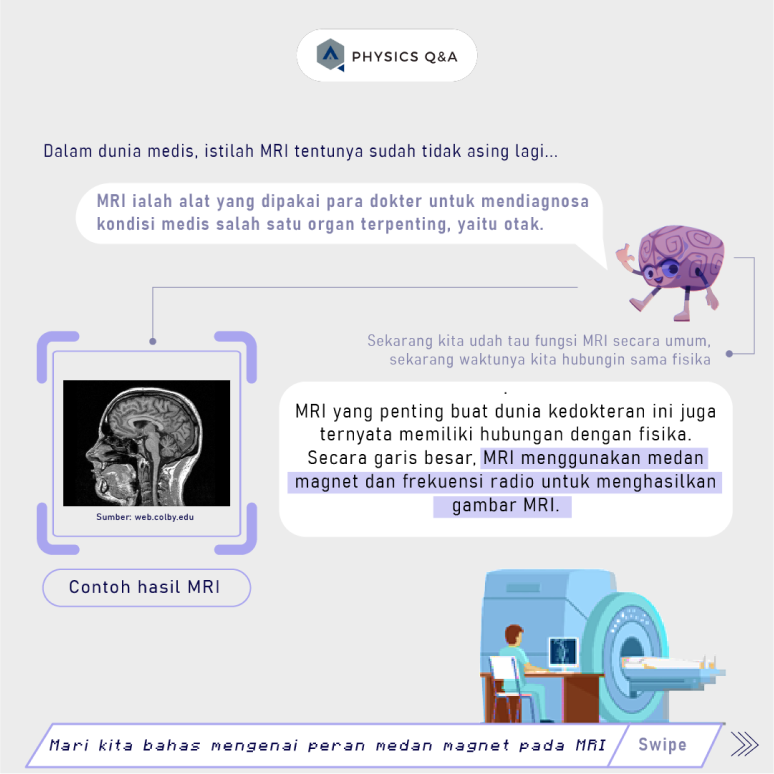 PHYSICS Q&A
Dalam dunia medis, istilah MRI tentunya sudah tidak asing lagi...
MRI ialah alat yang dipakai para dokter untuk mendiagnosa
kondisi medis salah satu organ terpenting, yaitu otak.
Sekarang kita udah tau fungsi MRI secara umum,
sekarang waktunya kita hubungin sama fisika
.
MRI yang penting buat dunia kedokteran ini juga
ternyata memiliki hubungan dengan fisika.
Secara garis besar, MRI menggunakan medan
magnet dan frekuensi radio untuk menghasilkan
gambar MRI.
Sumber: web.colby.edu
Contoh hasil MRI
Mari kita bahas mengenai peran medan magnet pada MRI
Swipe